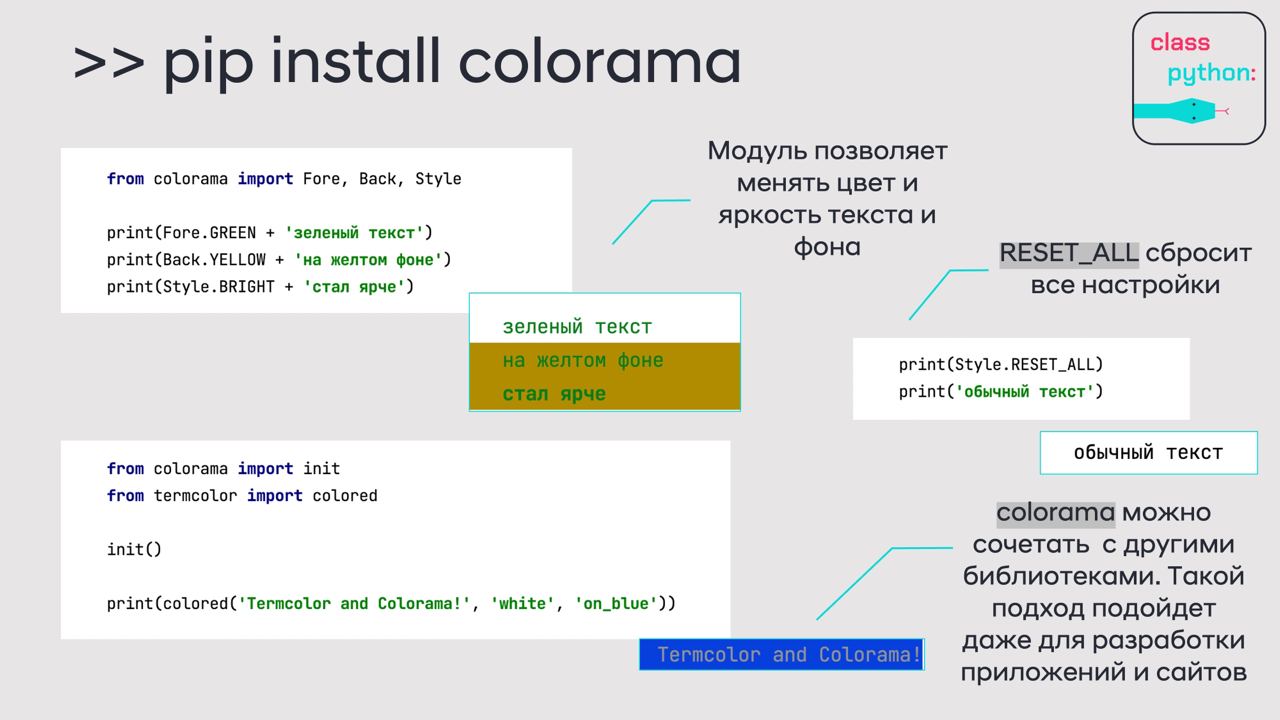 >> pip install colorama
class
python:
from colorama import Fore, Back, Style
print(Fore.GREEN + 'зеленый текст')
print(Back.YELLOW + 'на желтом фоне')
print(Style.BRIGHT + 'стал ярче')
Модуль позволяет
менять цвет и
яркость текста и
фона
зеленый текст
на желтом фоне
стал ярче
RESET_ALL сбросит
все настройки
print(Style.RESET_ALL)
print('обычный текст')
обычный текст
from colorama import init
from termcolor import colored
init()
print(colored('Termcolor and Colorama!', 'white', 'on_blue'))
Termcolor and Colorama!
colorama можно
сочетать с другими
библиотеками. Такой
подход подойдет
даже для разработки
приложений и сайтов